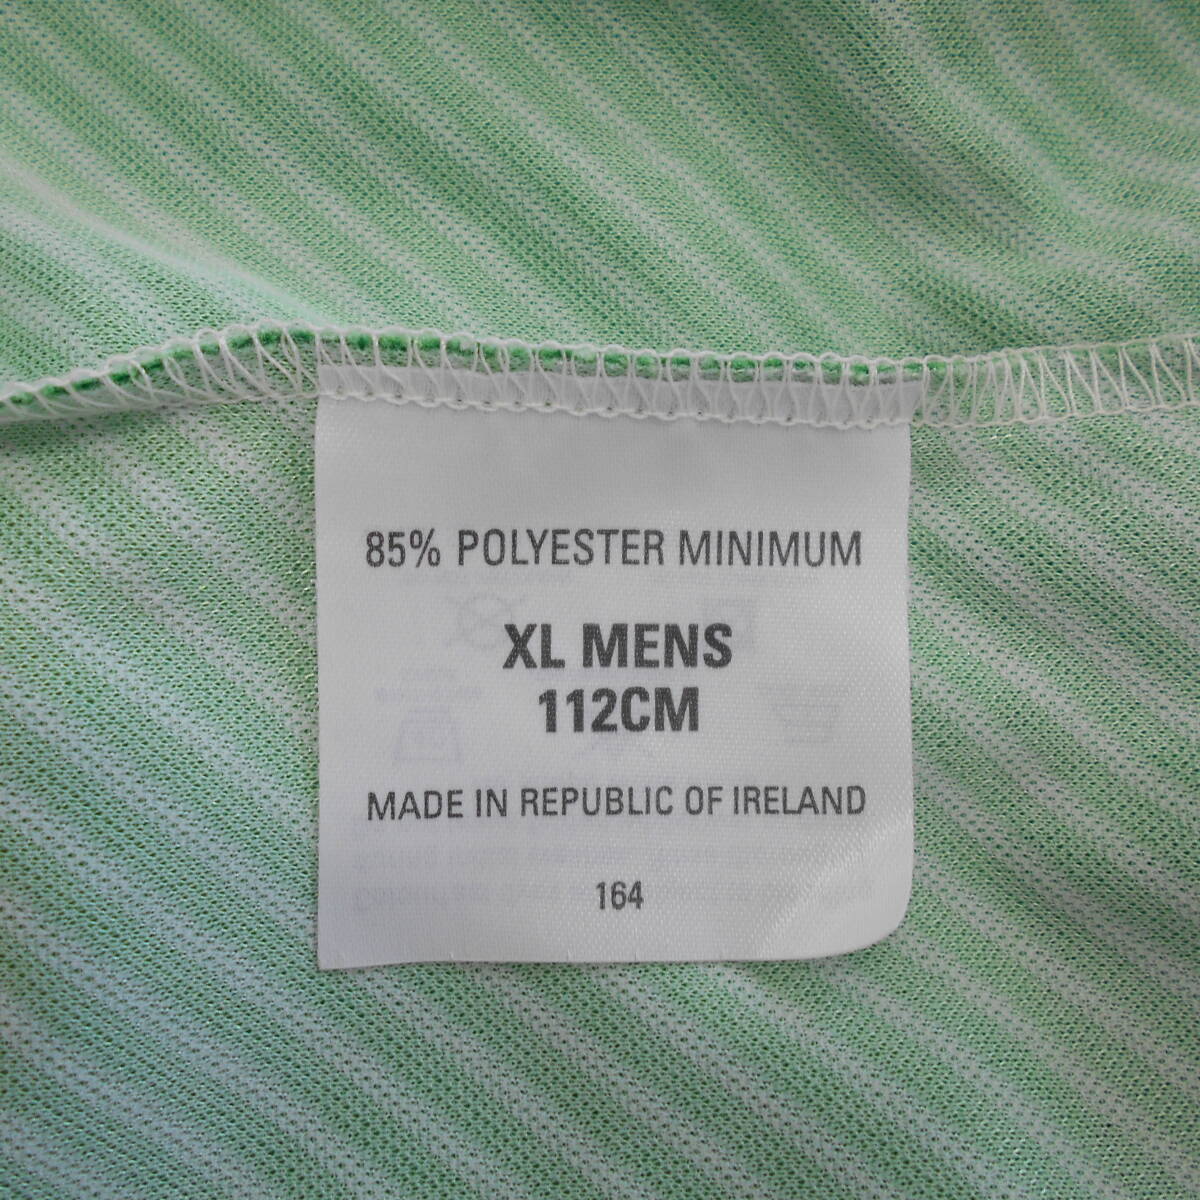 85% POLYESTER MINIMUM
XL MENS
112CM
MADE IN REPUBLIC OF IRELAND
164